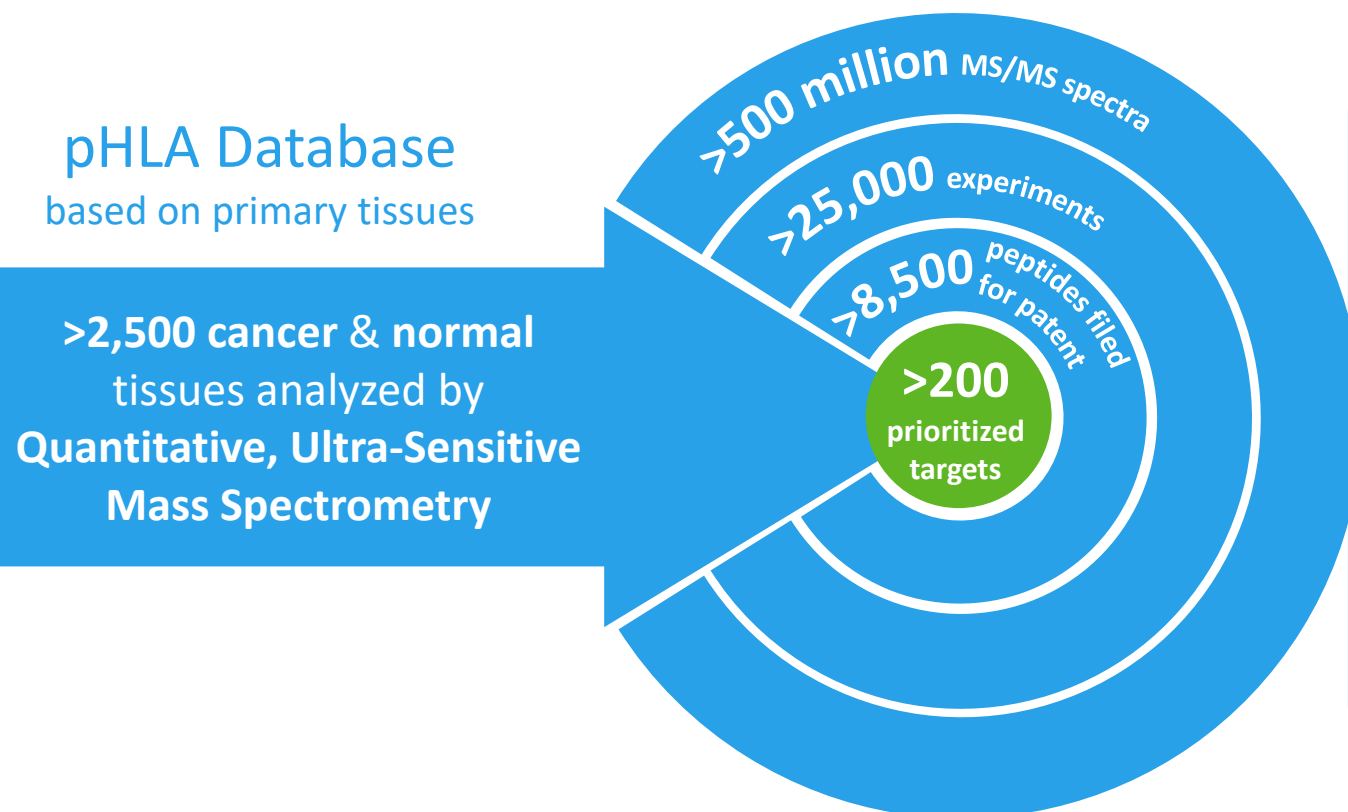 pHLA Database
based on primary tissues
>2,500 cancer & normal
tissues analyzed by
Quantitative, Ultra-Sensitive
Mass Spectrometry
>500 million MS/MS spectra
>25,000 experiments
>8,500 peptides filed
for patent
>200
prioritized
targets